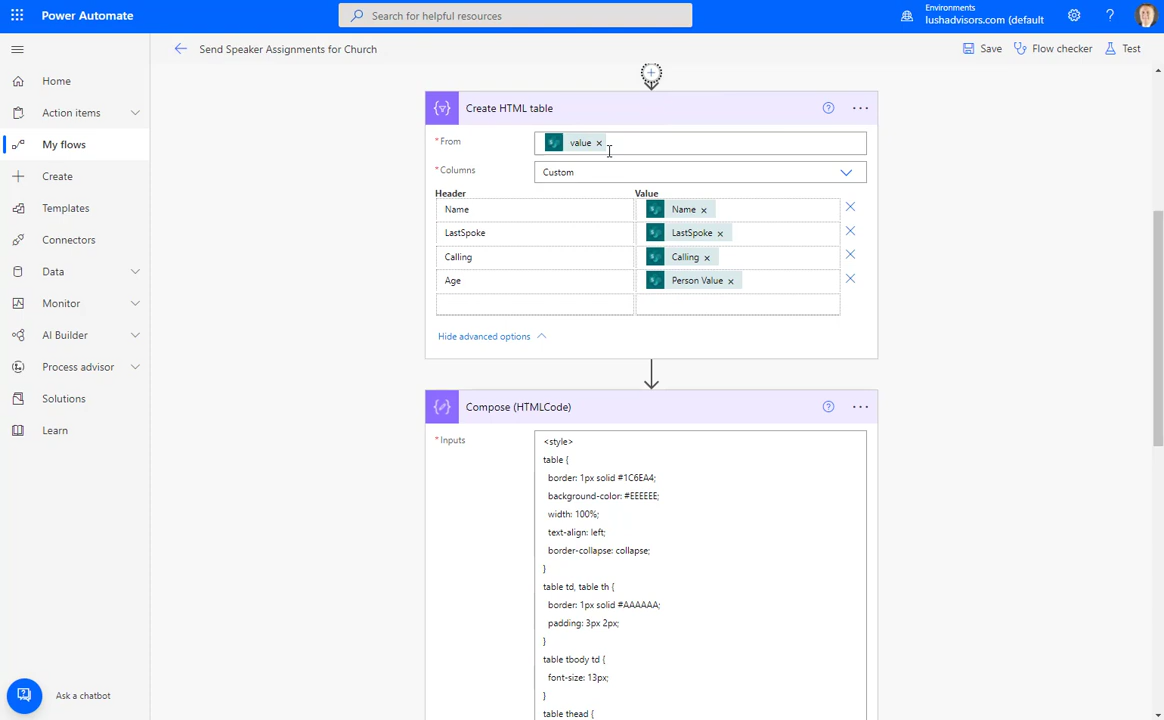 Power Automate
Search for helpful resources
Environments
lushadvisors.com (default
?
Send Speaker Assignments for Church
Save
Flow checker
Test
Home
Action items
My flows
Create
Templates
Connectors
Data
Monitor
AI Builder
Process advisor
Solutions
Learn
Ask a chatbot
Create HTML table
* From
value ×
* Columns
Custom
Header Value
Name Name ×
LastSpoke LastSpoke ×
Calling Calling ×
Age Person Value ×
Hide advanced options
Compose (HTMLCode)
* Inputs
<style>
table {
border: 1px solid #1C6EA4;
background-color: #EEEEEE;
width: 100%;
text-align: left;
border-collapse: collapse;
}
table td, table th {
border: 1px solid #AAAAAA;
padding: 3px 2px;
}
table tbody td {
font-size: 13px;
}
table thead {